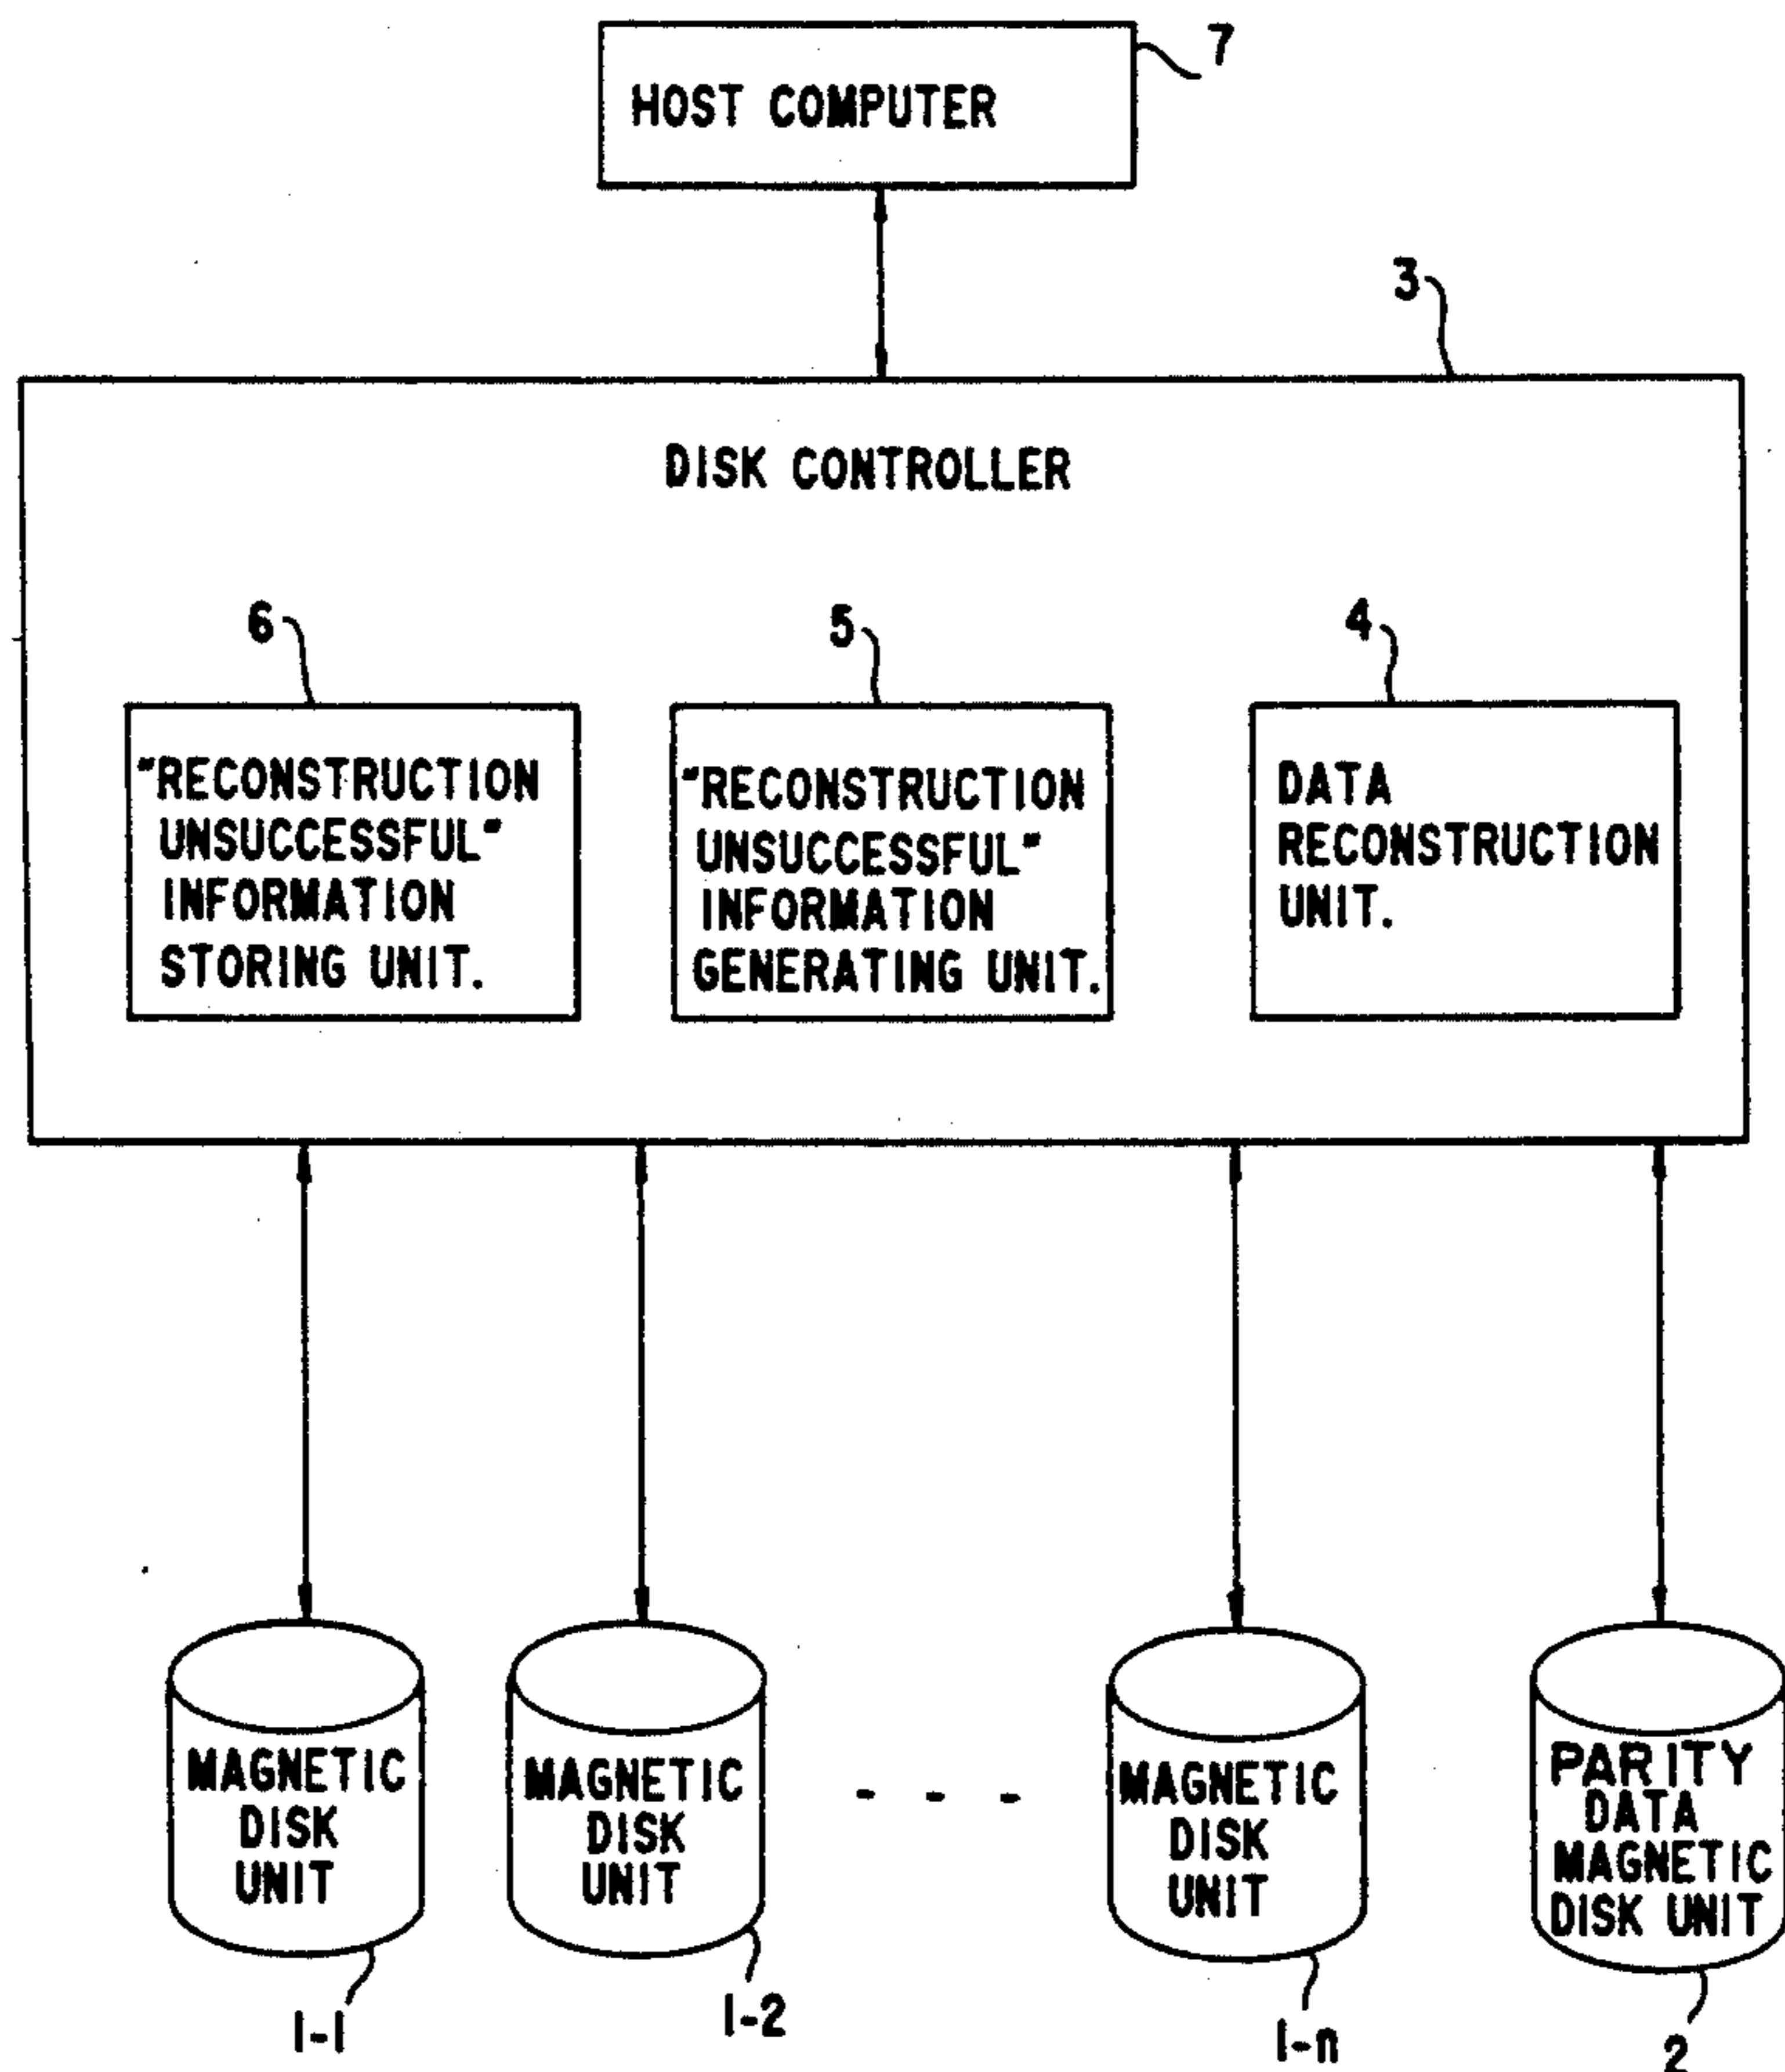 7
HOST COMPUTER
3
DISK CONTROLLER
6
5
4
"RECONSTRUCTION
UNSUCCESSFUL"
INFORMATION
STORING UNIT.
"RECONSTRUCTION
UNSUCCESSFUL"
INFORMATION
GENERATING UNIT.
DATA
RECONSTRUCTION
UNIT.
MAGNETIC
DISK
UNIT
MAGNETIC
DISK
UNIT
- - -
MAGNETIC
DISK
UNIT
PARITY
DATA
MAGNETIC
DISK UNIT
1-1
1-2
1-n
2